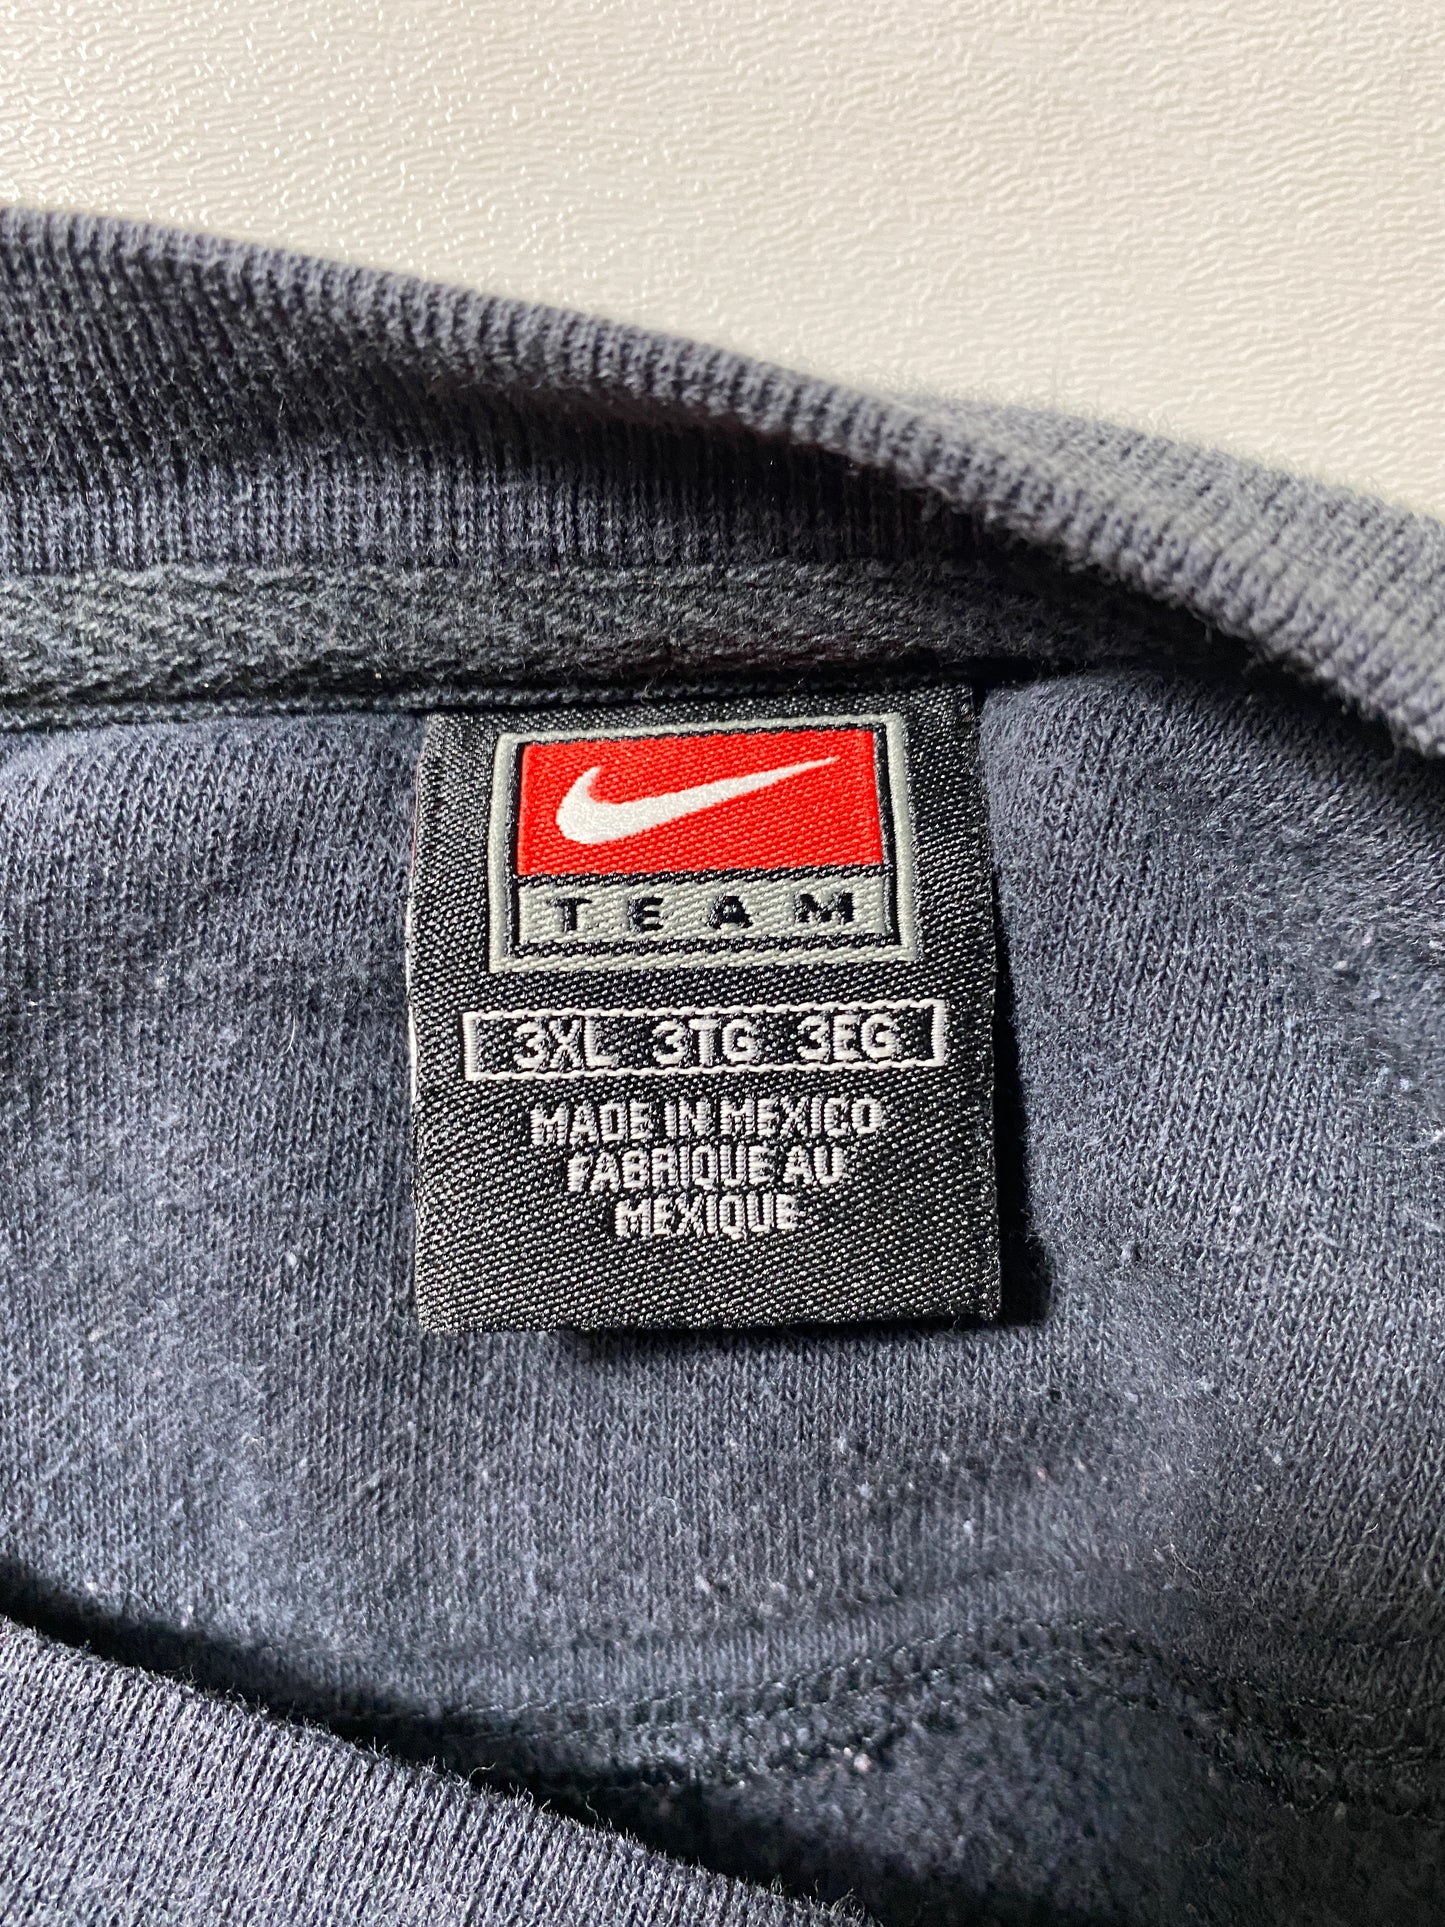 TEAM
3XL 3TG 3EG
MADE IN MEXICO
FABRIQUE AU
MEXIQUE